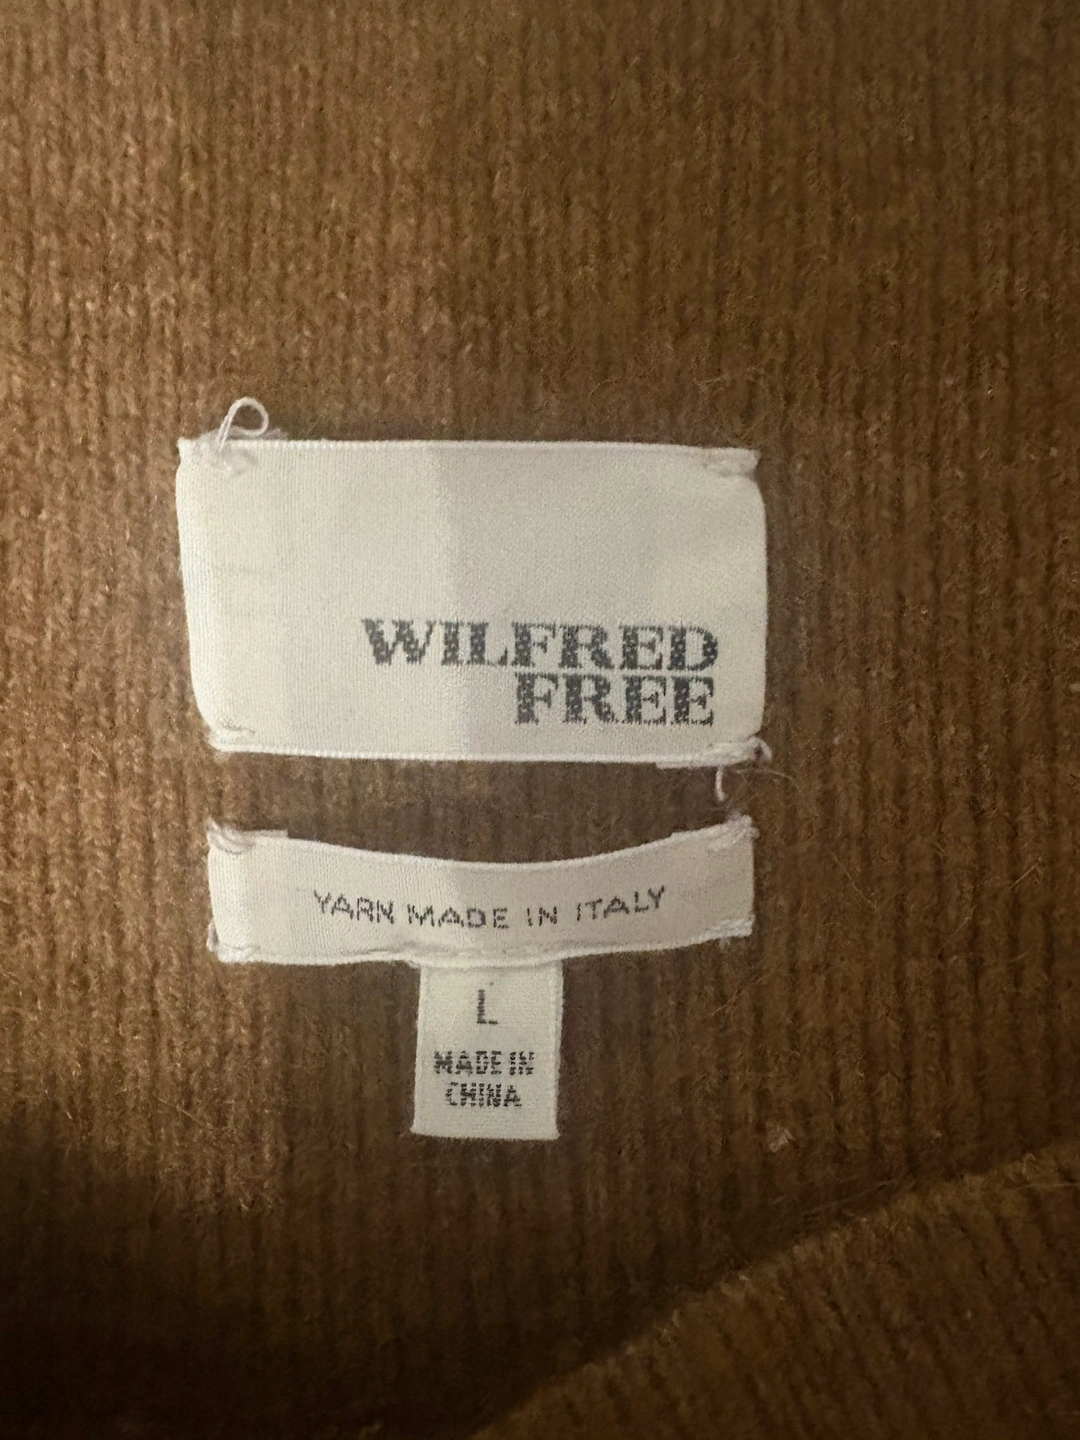 WILFRED
FREE
YARN MADE IN ITALY
L
MADE IN
CHINA